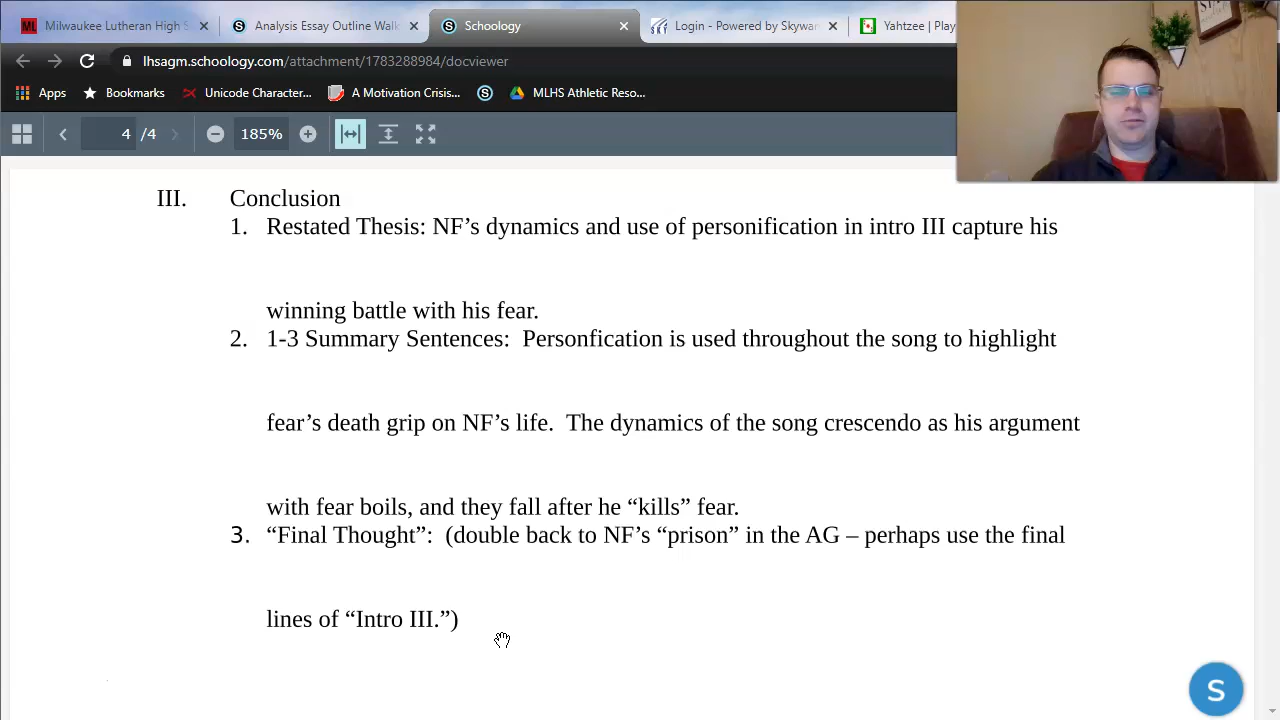 Milwaukee Lutheran High S
Analysis Essay Outline Walk
Schoology
Login - Powered by Skywar
Yahtzee | Play
lhsagm.schoology.com/attachment/1783288984/docviewer
Apps
Bookmarks
Unicode Character...
A Motivation Crisis...
MLHS Athletic Reso...
4 /4
185%
III. Conclusion
1. Restated Thesis: NF’s dynamics and use of personification in intro III capture his
winning battle with his fear.
2. 1-3 Summary Sentences:  Personfication is used throughout the song to highlight
fear’s death grip on NF’s life.  The dynamics of the song crescendo as his argument
with fear boils, and they fall after he “kills” fear.
3. “Final Thought”:  (double back to NF’s “prison” in the AG – perhaps use the final
lines of “Intro III.”)
S